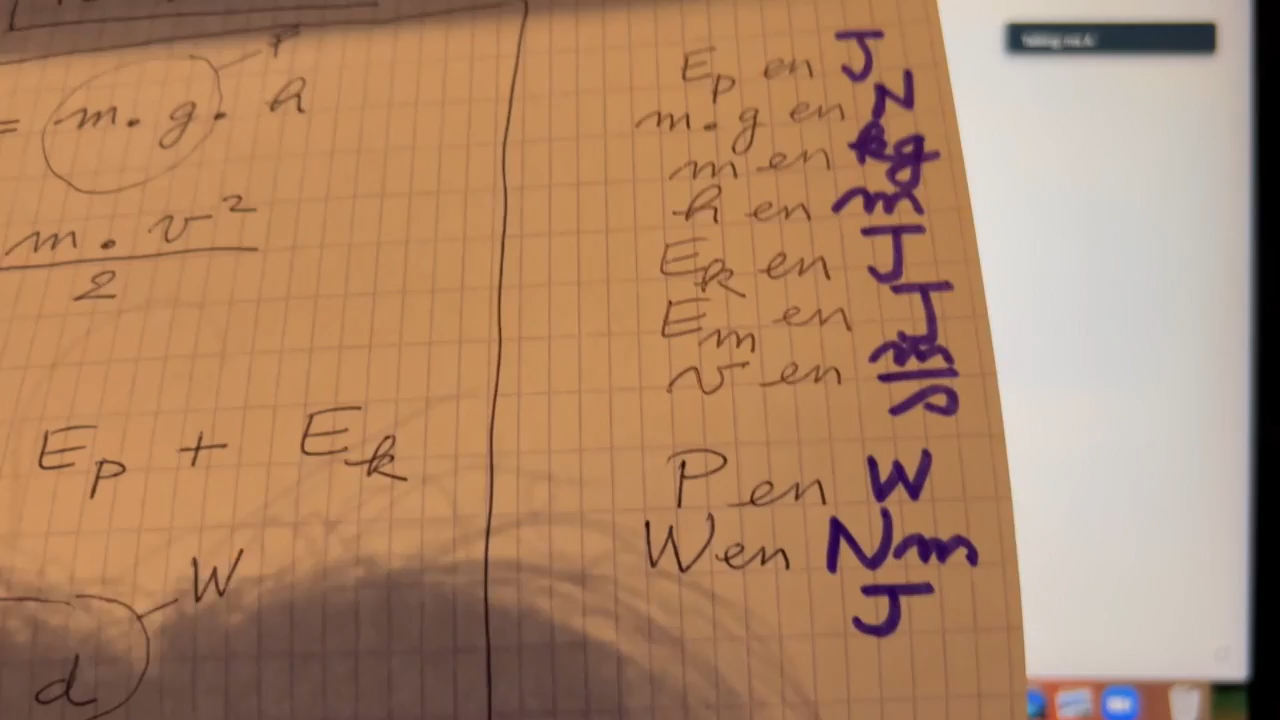 P
= m.g. h
m. v²
2
Ep + Ek
W
d
Ep en J
m.g en N
m en kg
h en m
Ek en J
Em en J
v en m/s
P en W
W en Nm
J